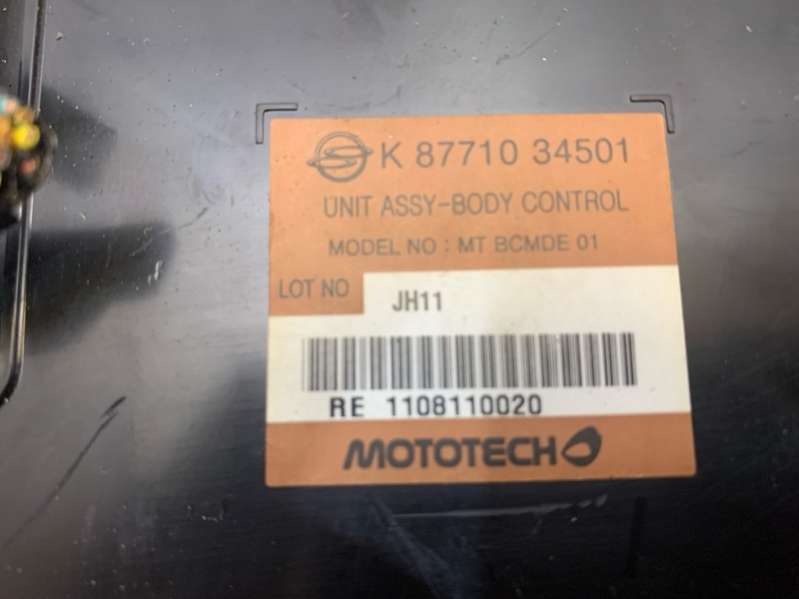 K 87710 34501
UNIT ASSY-BODY CONTROL
MODEL NO : MT BCMDE 01
LOT NO JH11
RE 1108110020
MOTOTECH